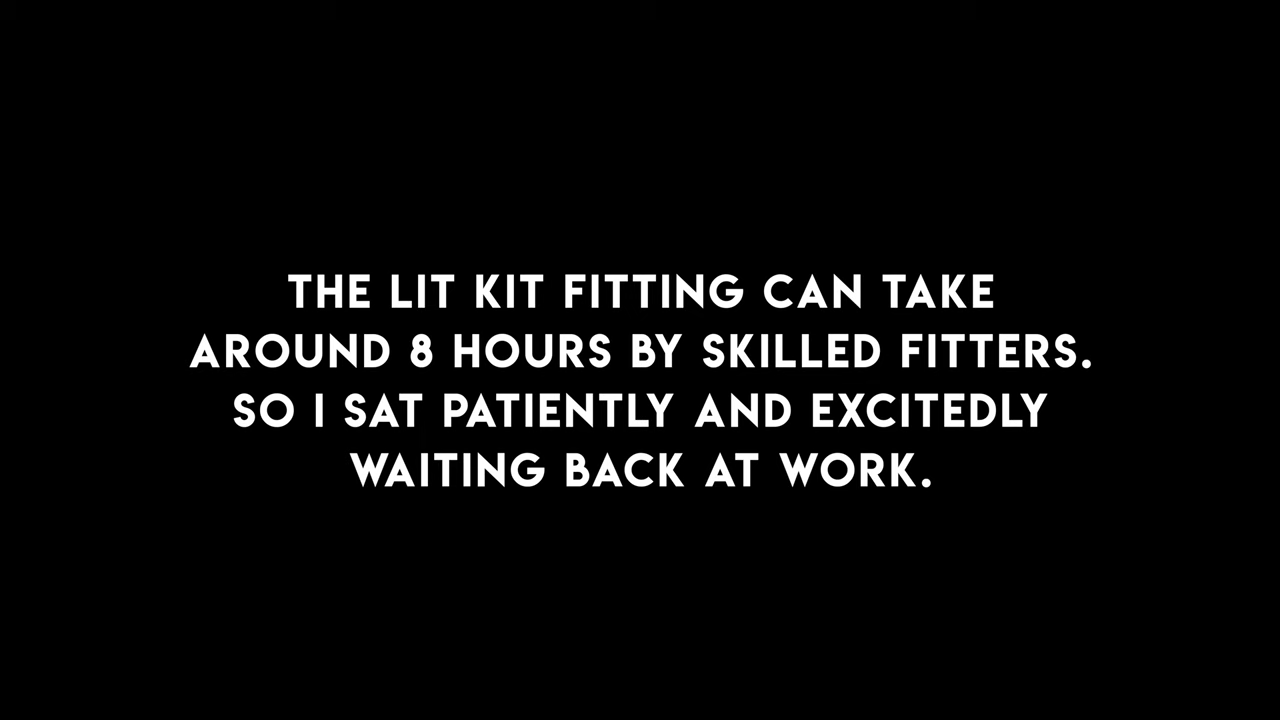 THE LIT KIT FITTING CAN TAKE
AROUND 8 HOURS BY SKILLED FITTERS.
SO I SAT PATIENTLY AND EXCITEDLY
WAITING BACK AT WORK.